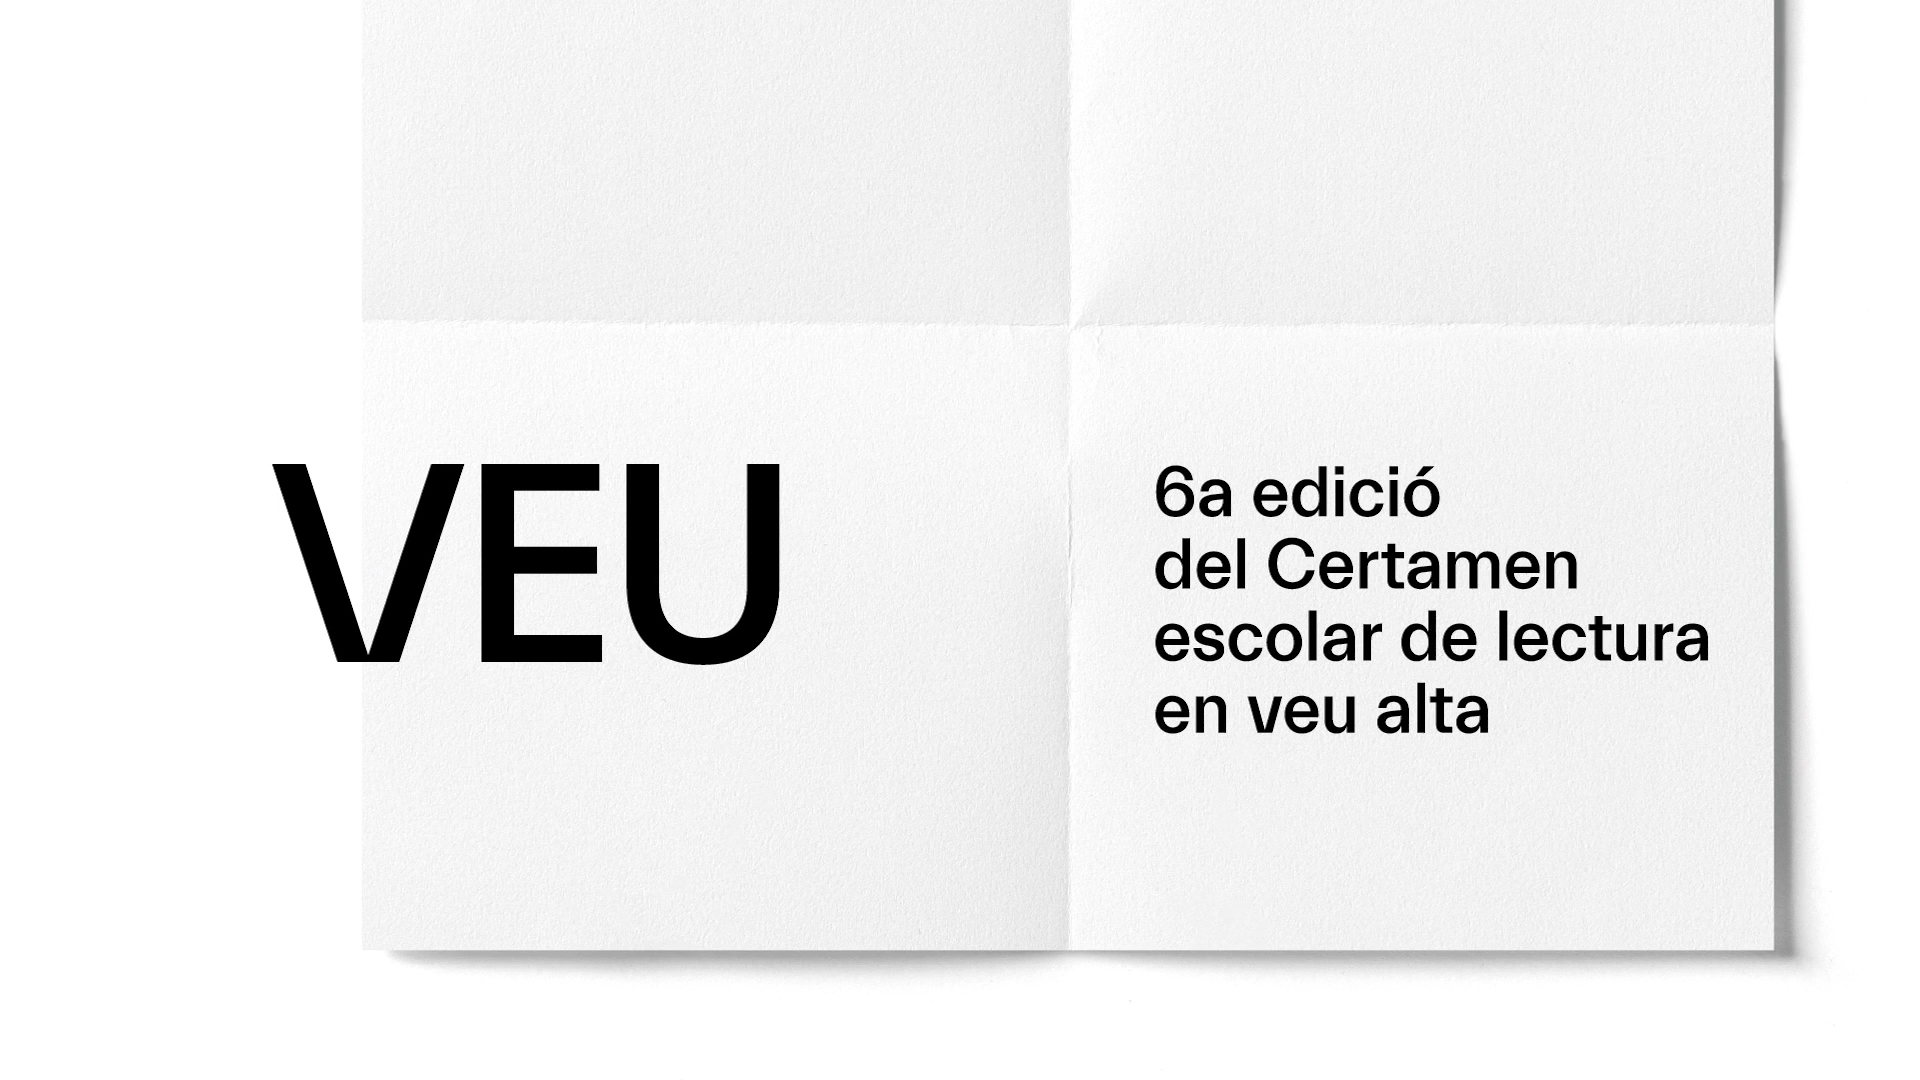 VEU
6a edició
del Certamen
escolar de lectura
en veu alta